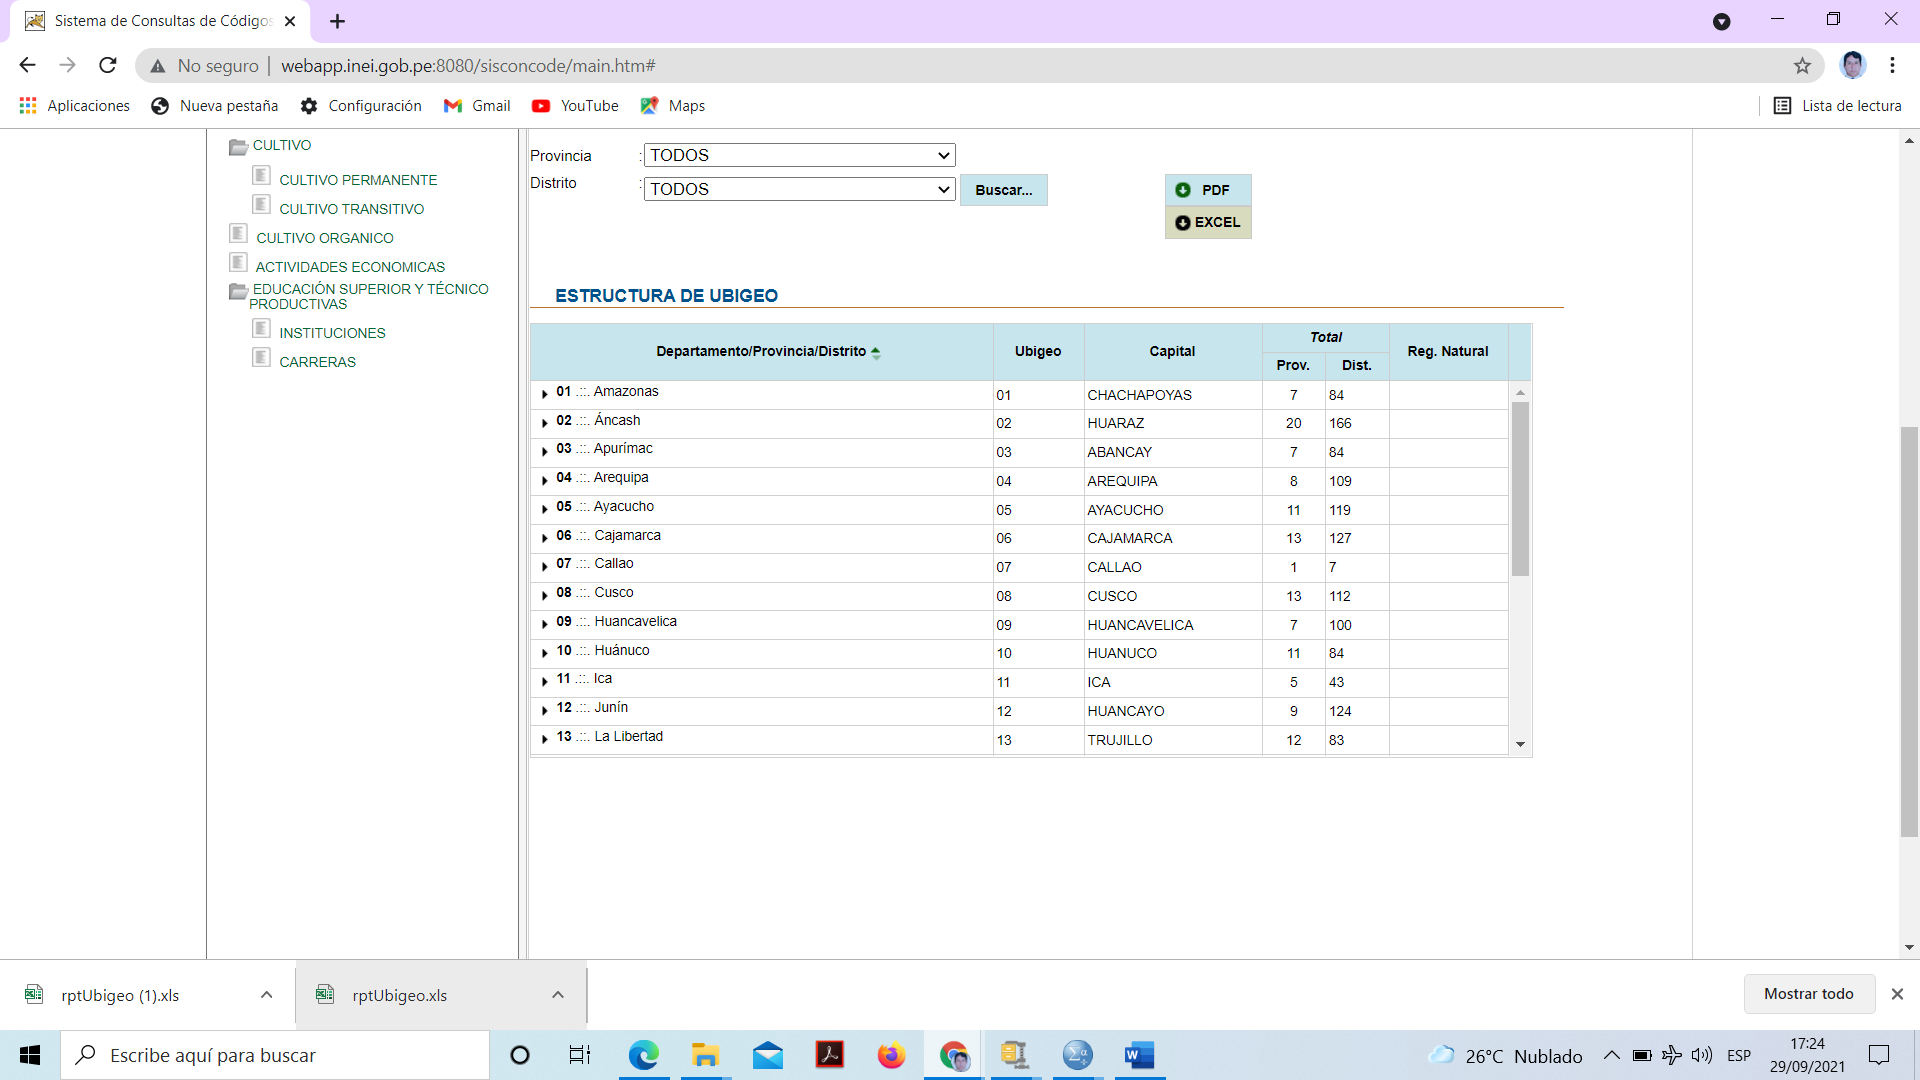 Sistema de Consultas de Códigos
No seguro | webapp.inei.gob.pe:8080/sisconcode/main.htm#
Aplicaciones Nueva pestaña Configuración Gmail YouTube Maps Lista de lectura
CULTIVO
CULTIVO PERMANENTE
CULTIVO TRANSITIVO
CULTIVO ORGANICO
ACTIVIDADES ECONOMICAS
EDUCACIÓN SUPERIOR Y TÉCNICO
PRODUCTIVAS
INSTITUCIONES
CARRERAS
Provincia : TODOS
Distrito : TODOS Buscar... PDF
EXCEL
ESTRUCTURA DE UBIGEO
Departamento/Provincia/Distrito Ubigeo Capital Total Reg. Natural
Prov. Dist.
01 .::. Amazonas 01 CHACHAPOYAS 7 84
02 .::. Áncash 02 HUARAZ 20 166
03 .::. Apurímac 03 ABANCAY 7 84
04 .::. Arequipa 04 AREQUIPA 8 109
05 .::. Ayacucho 05 AYACUCHO 11 119
06 .::. Cajamarca 06 CAJAMARCA 13 127
07 .::. Callao 07 CALLAO 1 7
08 .::. Cusco 08 CUSCO 13 112
09 .::. Huancavelica 09 HUANCAVELICA 7 100
10 .::. Huánuco 10 HUANUCO 11 84
11 .::. Ica 11 ICA 5 43
12 .::. Junín 12 HUANCAYO 9 124
13 .::. La Libertad 13 TRUJILLO 12 83
rptUbigeo (1).xls rptUbigeo.xls Mostrar todo
Escribe aquí para buscar 26°C Nublado ESP 17:24
29/09/2021